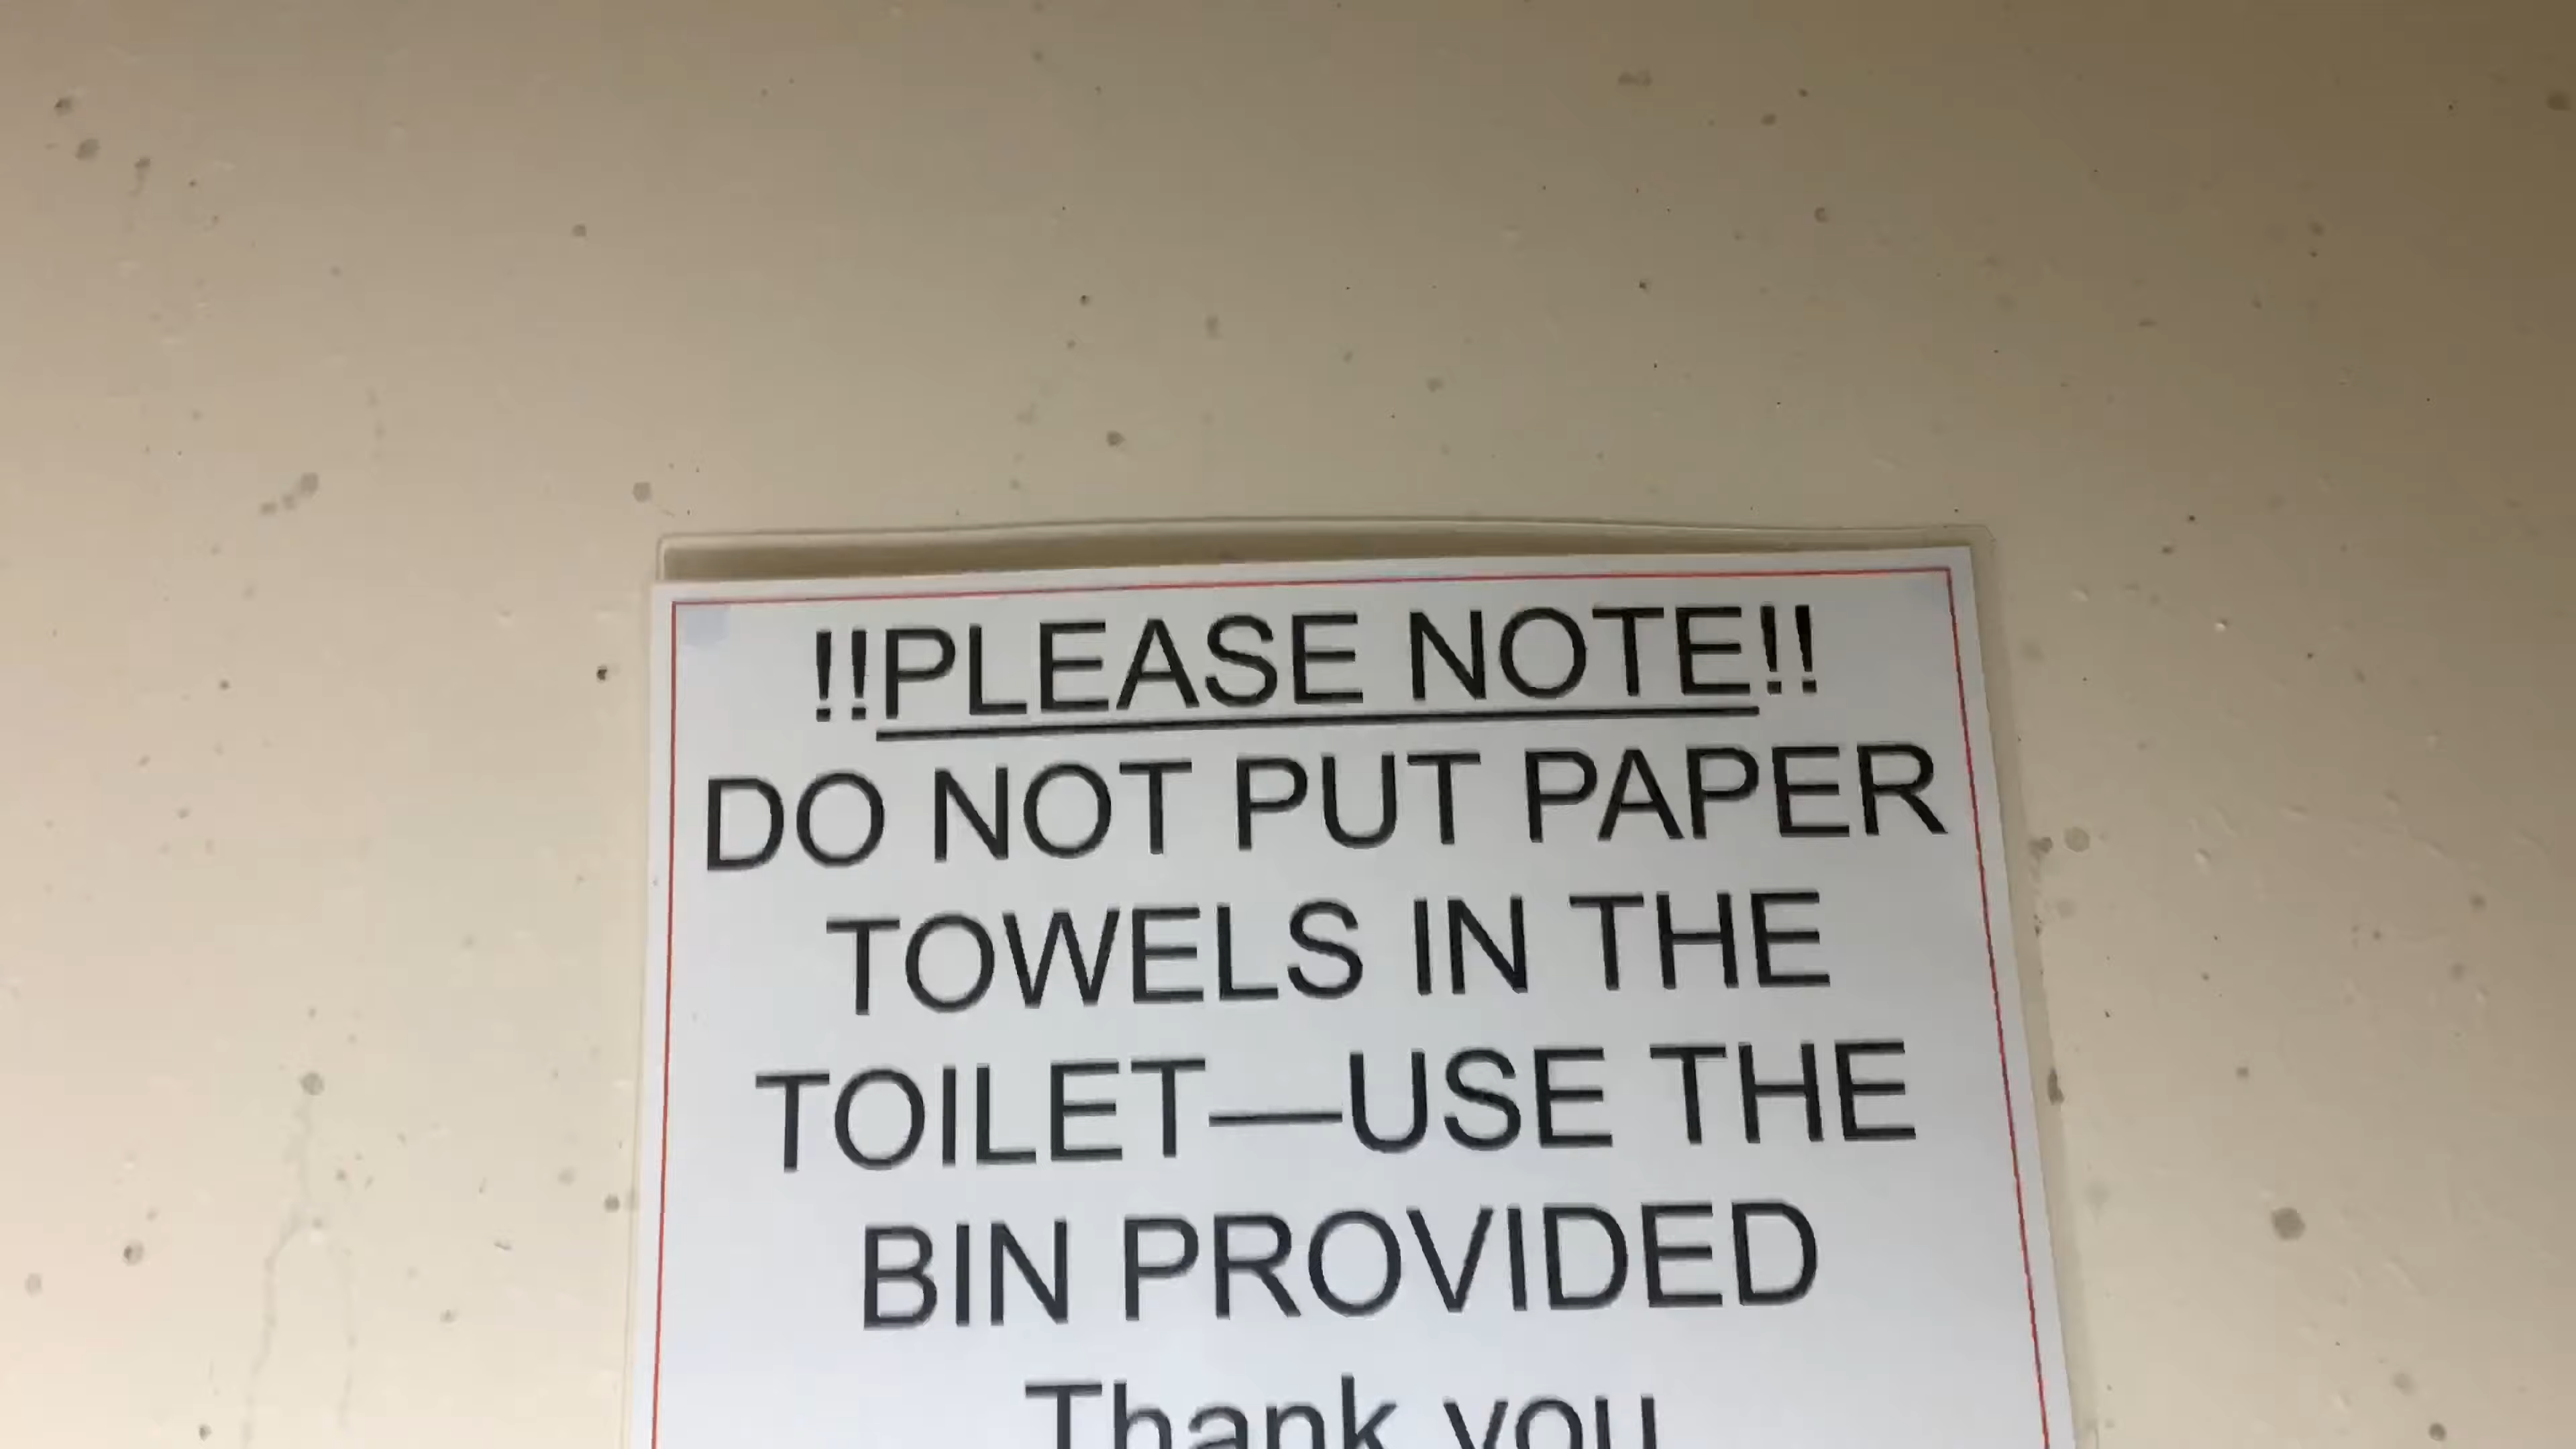 !!PLEASE NOTE!!
DO NOT PUT PAPER
TOWELS IN THE
TOILET—USE THE
BIN PROVIDED
Thank you